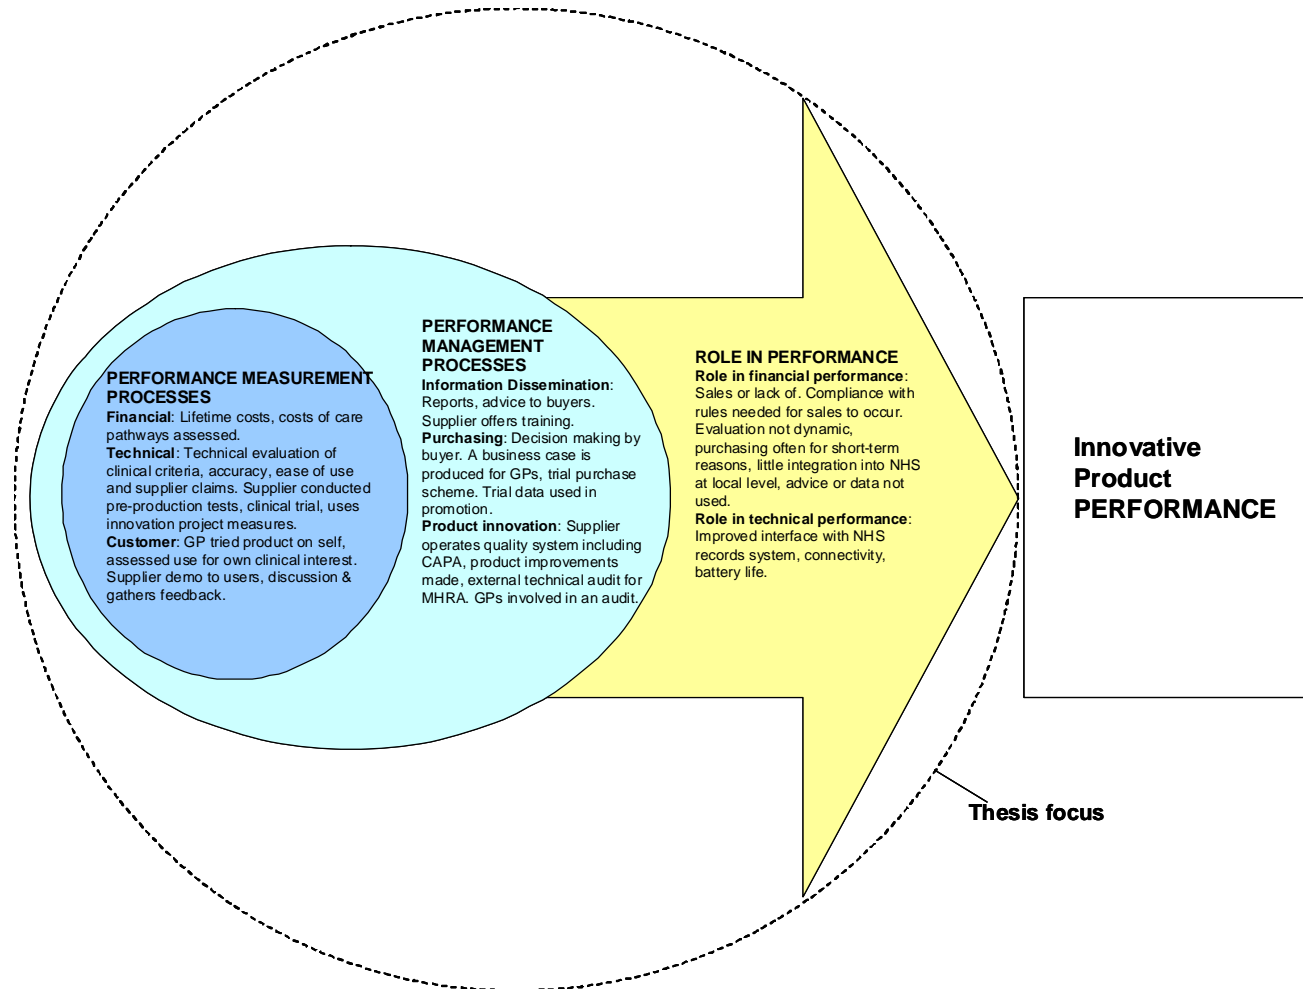 PERFORMANCE MEASUREMENT
PROCESSES
Financial: Lifetime costs, costs of care
pathways assessed.
Technical: Technical evaluation of
clinical criteria, accuracy, ease of use
and supplier claims. Supplier conducted
pre-production tests, clinical trial, uses
innovation project measures.
Customer: GP tried product on self,
assessed use for own clinical interest.
Supplier demo to users, discussion &
gathers feedback.
PERFORMANCE
MANAGEMENT
PROCESSES
Information Dissemination:
Reports, advice to buyers.
Supplier offers training.
Purchasing: Decision making by
buyer. A business case is
produced for GPs, trial purchase
scheme. Trial data used in
promotion.
Product innovation: Supplier
operates quality system including
CAPA, product improvements
made, external technical audit for
MHRA. GPs involved in an audit.
ROLE IN PERFORMANCE
Role in financial performance:
Sales or lack of. Compliance with
rules needed for sales to occur.
Evaluation not dynamic,
purchasing often for short-term
reasons, little integration into NHS
at local level, advice or data not
used.
Role in technical performance:
Improved interface with NHS
records system, connectivity,
battery life.
Innovative
Product
PERFORMANCE
Thesis focus